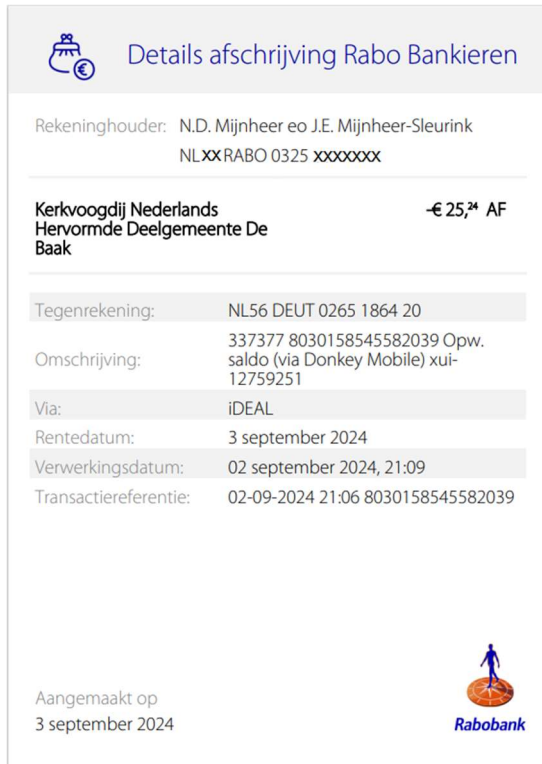 Details afschrijving Rabo Bankieren
Rekeninghouder: N.D. Mijnheer eo J.E. Mijnheer-Sleurink
NLXXRABO 0325 XXXXXXX
Kerkvoogdij Nederlands
Hervormde Deelgemeente De
Baak
-€ 25,²⁴ AF
Tegenrekening: NL56 DEUT 0265 1864 20
Omschrijving: 337377 8030158545582039 Opw.
saldo (via Donkey Mobile) xui-
12759251
Via: iDEAL
Rentedatum: 3 september 2024
Verwerkingsdatum: 02 september 2024, 21:09
Transactiereferentie: 02-09-2024 21:06 8030158545582039
Aangemaakt op
3 september 2024
Rabobank